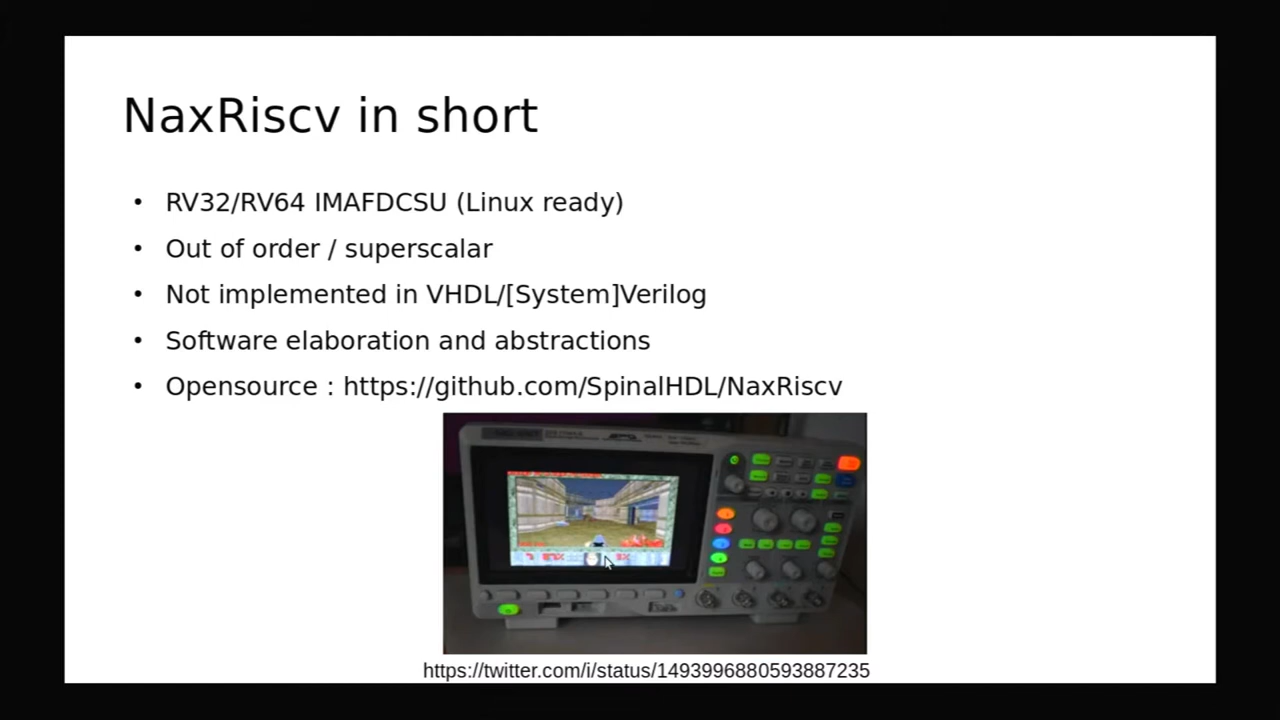 NaxRiscv in short
• RV32/RV64 IMAFDCSU (Linux ready)
• Out of order / superscalar
• Not implemented in VHDL/[System]Verilog
• Software elaboration and abstractions
• Opensource : https://github.com/SpinalHDL/NaxRiscv
https://twitter.com/i/status/1493996880593887235